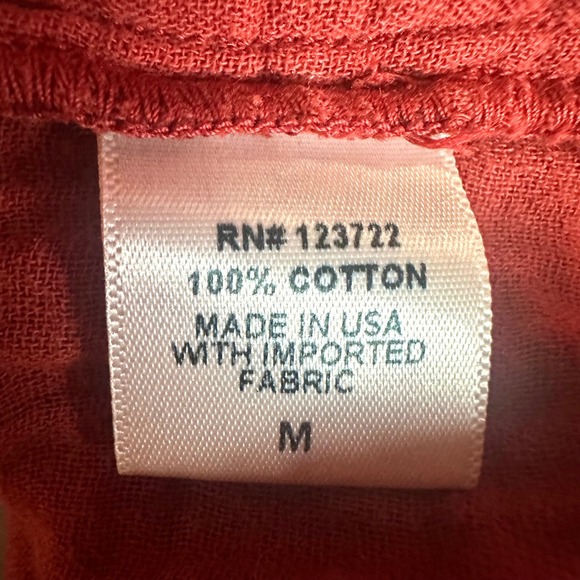 RN# 123722
100% COTTON
MADE IN USA
WITH IMPORTED
FABRIC
M